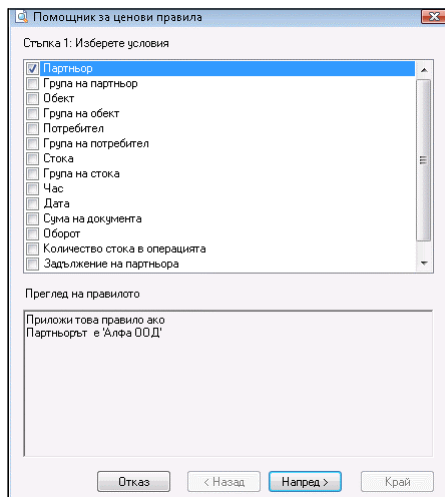 Помощник за ценови правила
Стъпка 1: Изберете условия
Партньор
Група на партньор
Обект
Група на обект
Потребител
Група на потребител
Стока
Група на стока
Час
Дата
Сума на документа
Оборот
Количество стока в операцията
Задължение на партньора
Преглед на правилото
Приложи това правило ако
Партньорът е 'Алфа ООД'
Отказ
< Назад
Напред >
Край